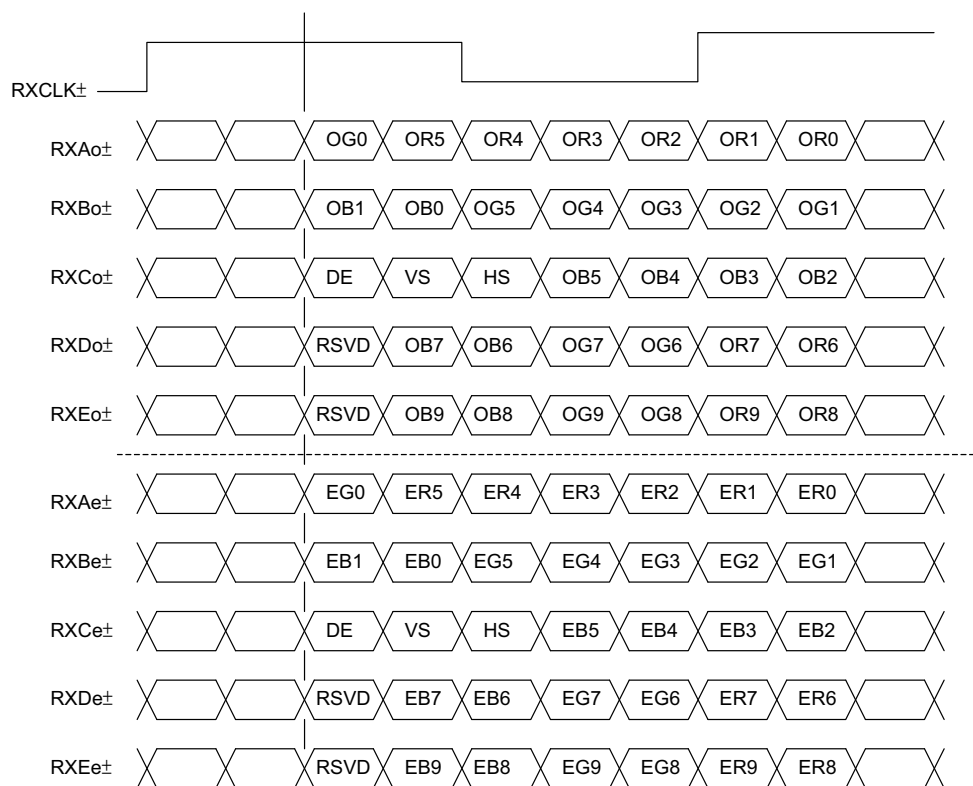 RXCLK±
RXAo± OG0 OR5 OR4 OR3 OR2 OR1 OR0
RXBo± OB1 OB0 OG5 OG4 OG3 OG2 OG1
RXCo± DE VS HS OB5 OB4 OB3 OB2
RXDo± RSVD OB7 OB6 OG7 OG6 OR7 OR6
RXEo± RSVD OB9 OB8 OG9 OG8 OR9 OR8
RXAe± EG0 ER5 ER4 ER3 ER2 ER1 ER0
RXBe± EB1 EB0 EG5 EG4 EG3 EG2 EG1
RXCe± DE VS HS EB5 EB4 EB3 EB2
RXDe± RSVD EB7 EB6 EG7 EG6 ER7 ER6
RXEe± RSVD EB9 EB8 EG9 EG8 ER9 ER8